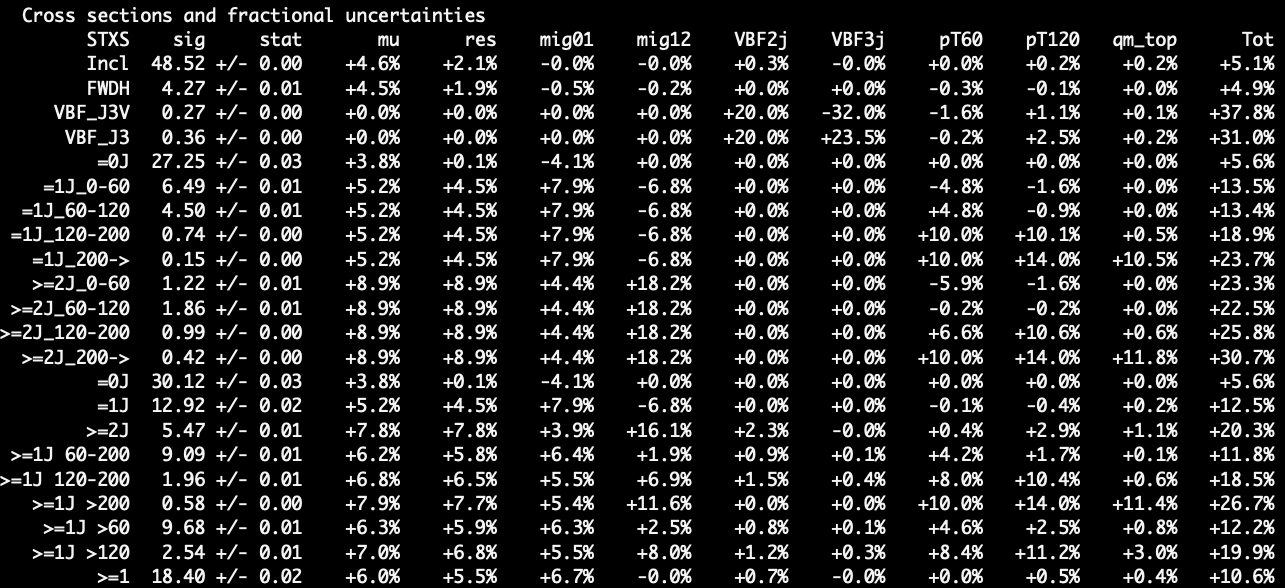 Cross sections and fractional uncertainties
STXS sig stat mu res mig01 mig12 VBF2j VBF3j pT60 pT120 qm_top Tot
Incl 48.52 +/- 0.00 +4.6% +2.1% -0.0% -0.0% +0.3% -0.0% +0.0% +0.2% +0.2% +5.1%
FWDH 4.27 +/- 0.01 +4.5% +1.9% -0.5% -0.2% +0.0% +0.0% -0.3% -0.1% +0.0% +4.9%
VBF_J3V 0.27 +/- 0.00 +0.0% +0.0% +0.0% +0.0% +20.0% -32.0% -1.6% +1.1% +0.1% +37.8%
VBF_J3 0.36 +/- 0.00 +0.0% +0.0% +0.0% +0.0% +20.0% +23.5% -0.2% +2.5% +0.2% +31.0%
=0J 27.25 +/- 0.03 +3.8% +0.1% -4.1% +0.0% +0.0% +0.0% +0.0% +0.0% +0.0% +5.6%
=1J_0-60 6.49 +/- 0.01 +5.2% +4.5% +7.9% -6.8% +0.0% +0.0% -4.8% -1.6% +0.0% +13.5%
=1J_60-120 4.50 +/- 0.01 +5.2% +4.5% +7.9% -6.8% +0.0% +0.0% +4.8% -0.9% +0.0% +13.4%
=1J_120-200 0.74 +/- 0.00 +5.2% +4.5% +7.9% -6.8% +0.0% +0.0% +10.0% +10.1% +0.5% +18.9%
=1J_200-> 0.15 +/- 0.00 +5.2% +4.5% +7.9% -6.8% +0.0% +0.0% +10.0% +14.0% +10.5% +23.7%
>=2J_0-60 1.22 +/- 0.01 +8.9% +8.9% +4.4% +18.2% +0.0% +0.0% -5.9% -1.6% +0.0% +23.3%
>=2J_60-120 1.86 +/- 0.01 +8.9% +8.9% +4.4% +18.2% +0.0% +0.0% -0.2% -0.2% +0.0% +22.5%
>=2J_120-200 0.99 +/- 0.00 +8.9% +8.9% +4.4% +18.2% +0.0% +0.0% +6.6% +10.6% +0.6% +25.8%
>=2J_200-> 0.42 +/- 0.00 +8.9% +8.9% +4.4% +18.2% +0.0% +0.0% +10.0% +14.0% +11.8% +30.7%
=0J 30.12 +/- 0.03 +3.8% +0.1% -4.1% +0.0% +0.0% +0.0% +0.0% +0.0% +0.0% +5.6%
=1J 12.92 +/- 0.02 +5.2% +4.5% +7.9% -6.8% +0.0% +0.0% -0.1% -0.4% +0.2% +12.5%
>=2J 5.47 +/- 0.01 +7.8% +7.8% +3.9% +16.1% +2.3% -0.0% +0.4% +2.9% +1.1% +20.3%
>=1J 60-200 9.09 +/- 0.01 +6.2% +5.8% +6.4% +1.9% +0.9% +0.1% +4.2% +1.7% +0.1% +11.8%
>=1J 120-200 1.96 +/- 0.01 +6.8% +6.5% +5.5% +6.9% +1.5% +0.4% +8.0% +10.4% +0.6% +18.5%
>=1J >200 0.58 +/- 0.00 +7.9% +7.7% +5.4% +11.6% +0.0% +0.0% +10.0% +14.0% +11.4% +26.7%
>=1J >60 9.68 +/- 0.01 +6.3% +5.9% +6.3% +2.5% +0.8% +0.1% +4.6% +2.5% +0.8% +12.2%
>=1J >120 2.54 +/- 0.01 +7.0% +6.8% +5.5% +8.0% +1.2% +0.3% +8.4% +11.2% +3.0% +19.9%
>=1 18.40 +/- 0.02 +6.0% +5.5% +6.7% -0.0% +0.7% -0.0% +0.0% +0.5% +0.4% +10.6%